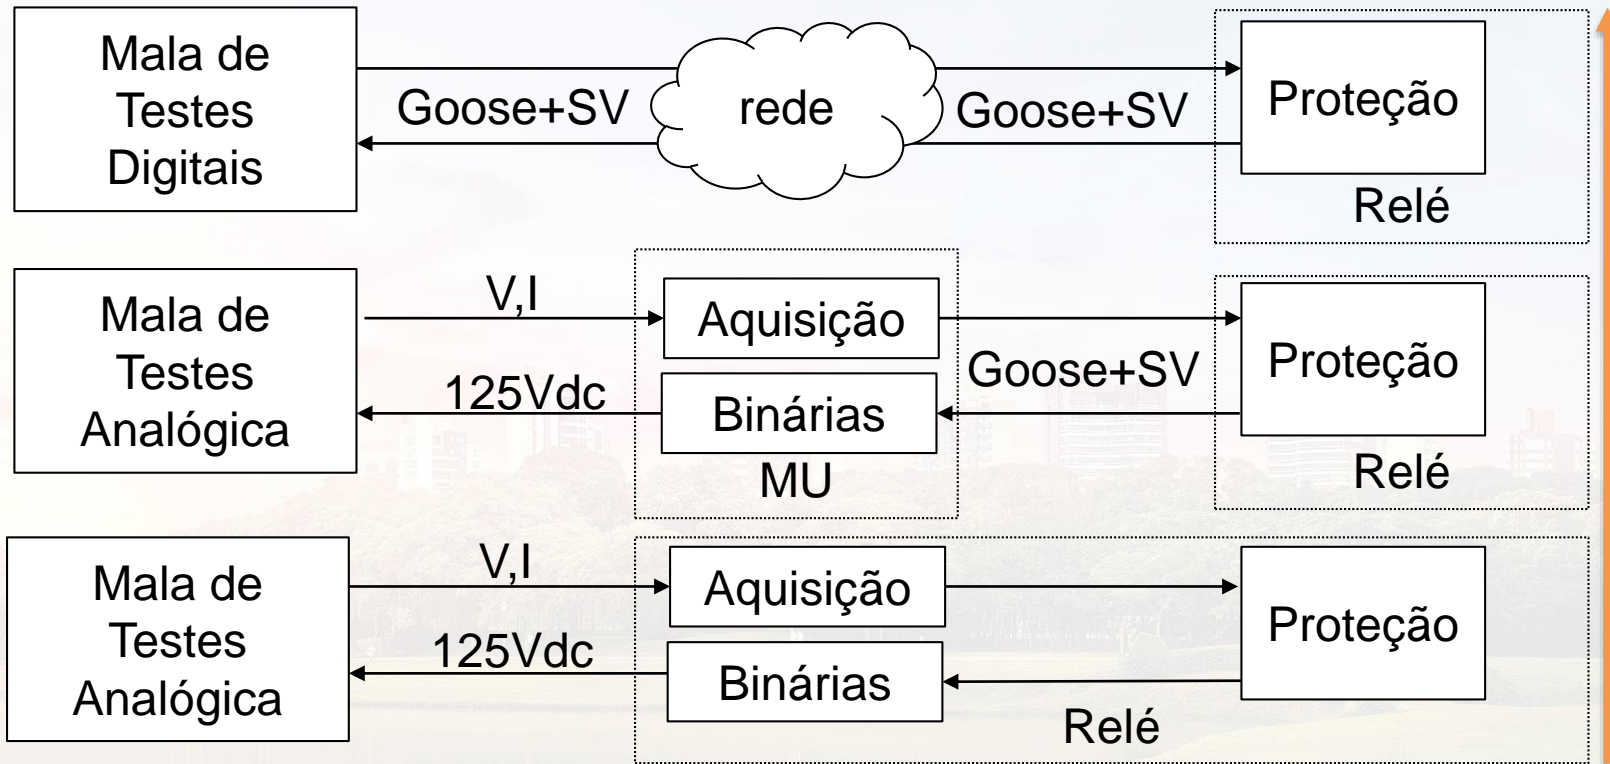 Mala de
Testes
Digitais
Goose+SV
rede
Goose+SV
Proteção
Relé
Mala de
Testes
Analógica
V,I
125Vdc
Aquisição
Binárias
MU
Goose+SV
Proteção
Relé
Mala de
Testes
Analógica
V,I
125Vdc
Aquisição
Binárias
Proteção
Relé